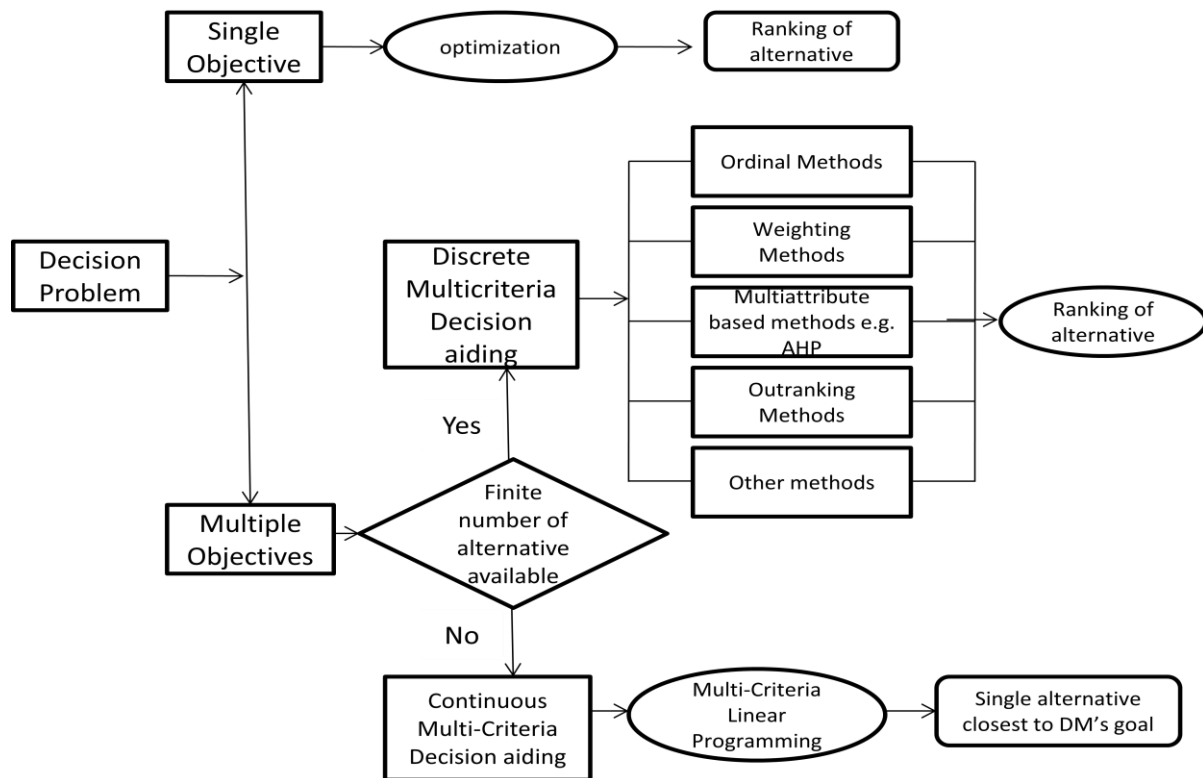 Single
Objective
optimization
Ranking of
alternative
Ordinal Methods
Weighting
Methods
Decision
Problem
Discrete
Multicriteria
Decision
aiding
Multiattribute
based methods e.g.
AHP
Ranking of
alternative
Outranking
Methods
Yes
Other methods
Multiple
Objectives
Finite
number of
alternative
available
No
Continuous
Multi-Criteria
Decision aiding
Multi-Criteria
Linear
Programming
Single alternative
closest to DM's goal